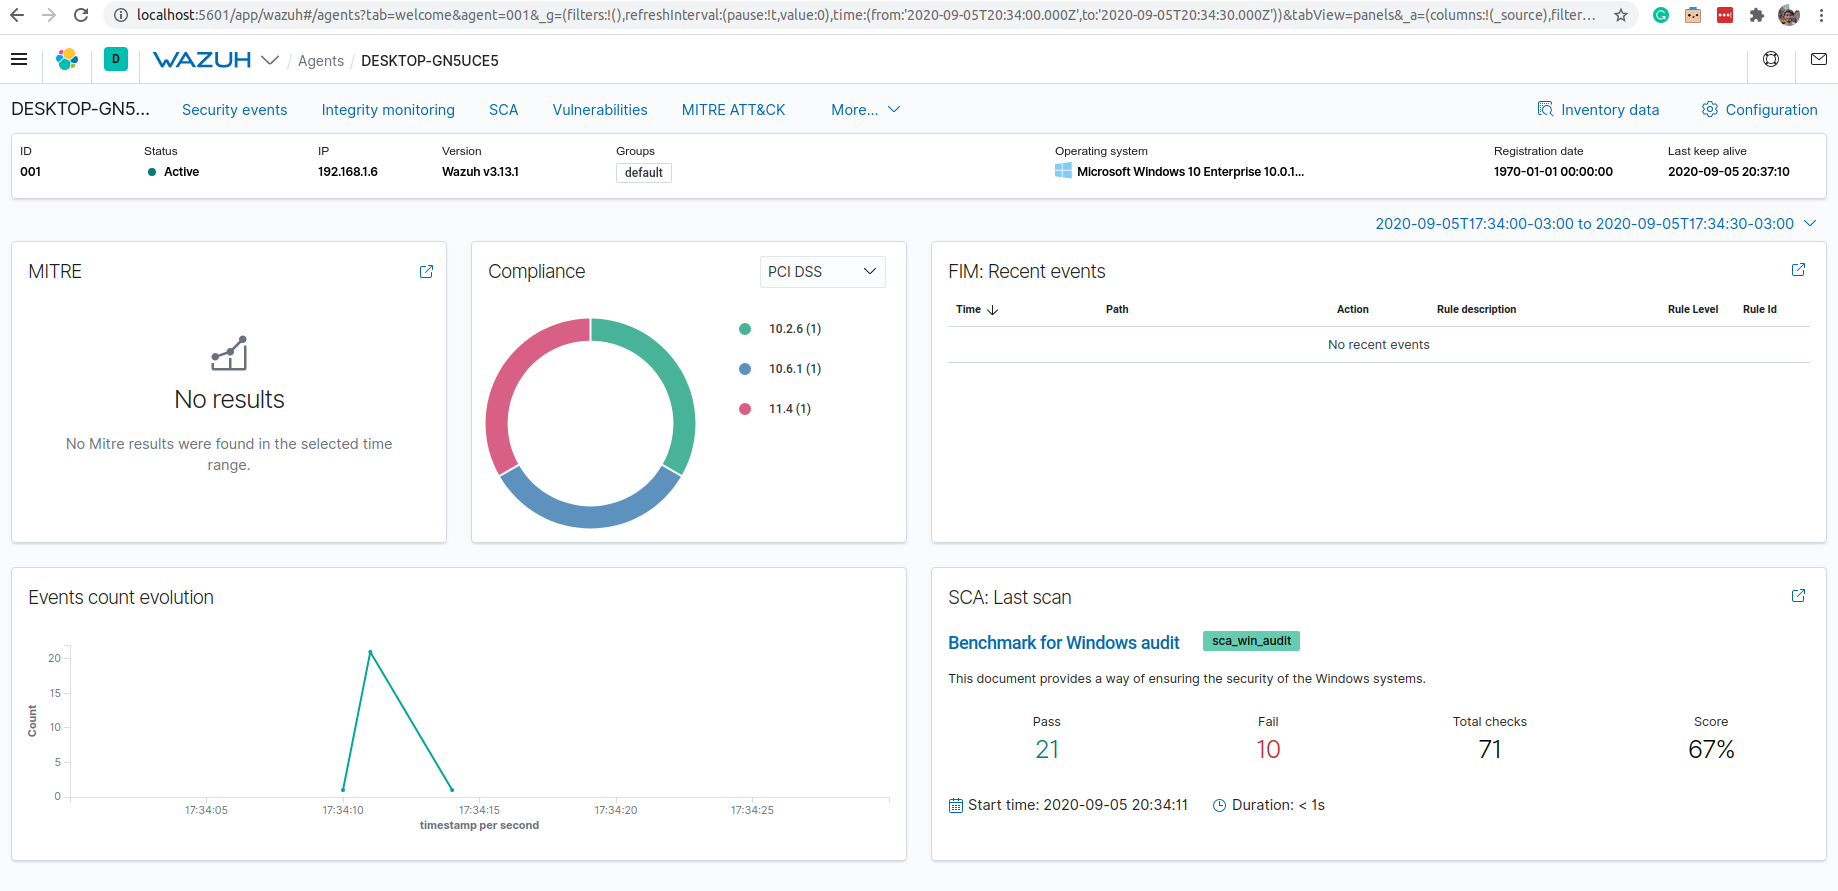 localhost:5601/app/wazuh#/agents?tab=welcome&agent=001&_g=(filters:!(),refreshInterval:(pause:!t,value:0),time:(from:'2020-09-05T20:34:00.000Z',to:'2020-09-05T20:34:30.000Z'))&tabView=panels&_a=(columns:!(_source),filter...
D WAZUH / Agents / DESKTOP-GN5UCE5
DESKTOP-GN5... Security events Integrity monitoring SCA Vulnerabilities MITRE ATT&CK More... Inventory data Configuration
ID Status IP Version Groups Operating system Registration date Last keep alive
001 Active 192.168.1.6 Wazuh v3.13.1 default Microsoft Windows 10 Enterprise 10.0.1... 1970-01-01 00:00:00 2020-09-05 20:37:10
2020-09-05T17:34:00-03:00 to 2020-09-05T17:34:30-03:00
MITRE
No results
No Mitre results were found in the selected time
range.
Compliance PCI DSS
10.2.6 (1)
10.6.1 (1)
11.4 (1)
FIM: Recent events
Time Path Action Rule description Rule Level Rule Id
No recent events
Events count evolution
20
15
10
5
0
Count
17:34:05 17:34:10 17:34:15 17:34:20 17:34:25
timestamp per second
SCA: Last scan
Benchmark for Windows audit sca_win_audit
This document provides a way of ensuring the security of the Windows systems.
Pass Fail Total checks Score
21 10 71 67%
Start time: 2020-09-05 20:34:11 Duration: < 1s